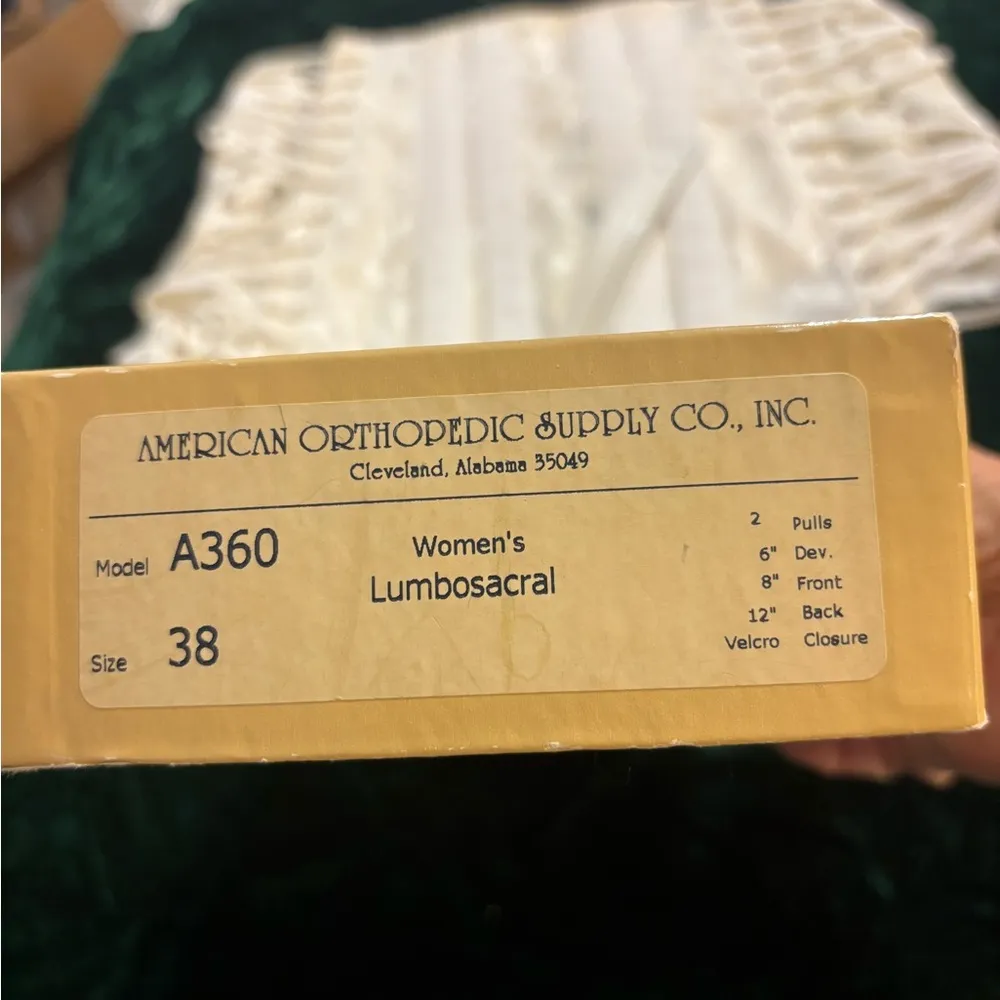 AMERICAN ORTHOPEDIC SUPPLY CO., INC.
Cleveland, Alabama 35049
Model A360
Women's
Lumbosacral
Size 38
2 Pulls
6" Dev.
8" Front
12" Back
Velcro Closure